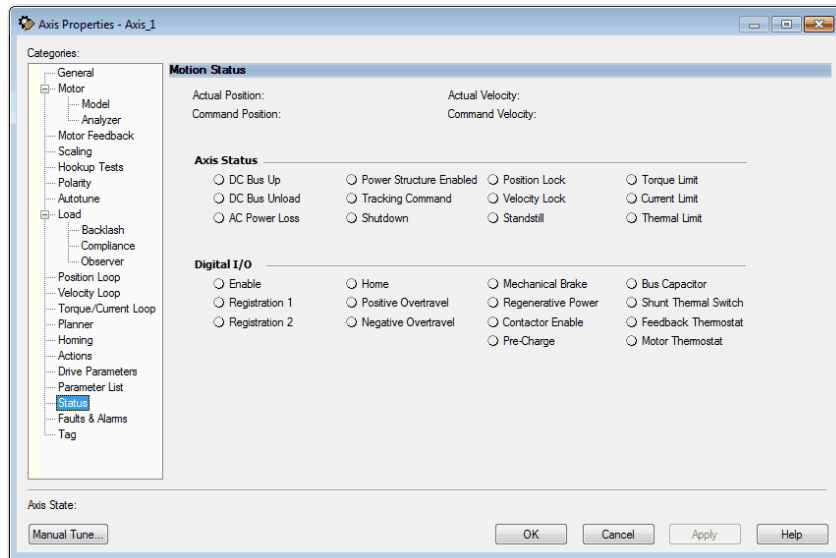 Axis Properties - Axis_1
Categories:
General
Motor
Model
Analyzer
Motor Feedback
Scaling
Hookup Tests
Polarity
Autotune
Load
Backlash
Compliance
Observer
Position Loop
Velocity Loop
Torque/Current Loop
Planner
Homing
Actions
Drive Parameters
Parameter List
Status
Faults & Alarms
Tag
Motion Status
Actual Position: Actual Velocity:
Command Position: Command Velocity:
Axis Status
DC Bus Up Power Structure Enabled Position Lock Torque Limit
DC Bus Unload Tracking Command Velocity Lock Current Limit
AC Power Loss Shutdown Standstill Thermal Limit
Digital I/O
Enable Home Mechanical Brake Bus Capacitor
Registration 1 Positive Overtravel Regenerative Power Shunt Thermal Switch
Registration 2 Negative Overtravel Contactor Enable Feedback Thermostat
Pre-Charge Motor Thermostat
Axis State:
Manual Tune... OK Cancel Apply Help